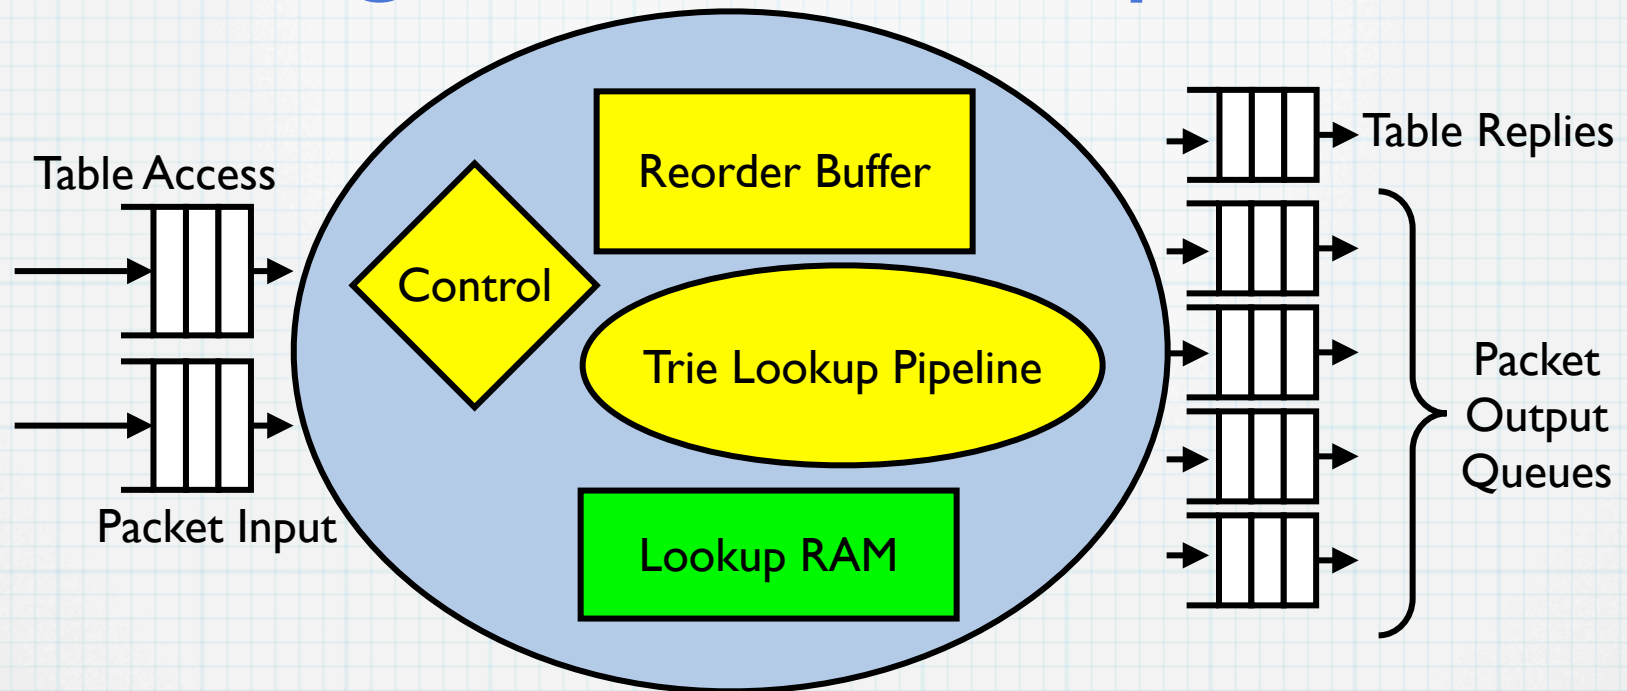 Table Access
Packet Input
Control
Reorder Buffer
Trie Lookup Pipeline
Lookup RAM
Table Replies
Packet
Output
Queues